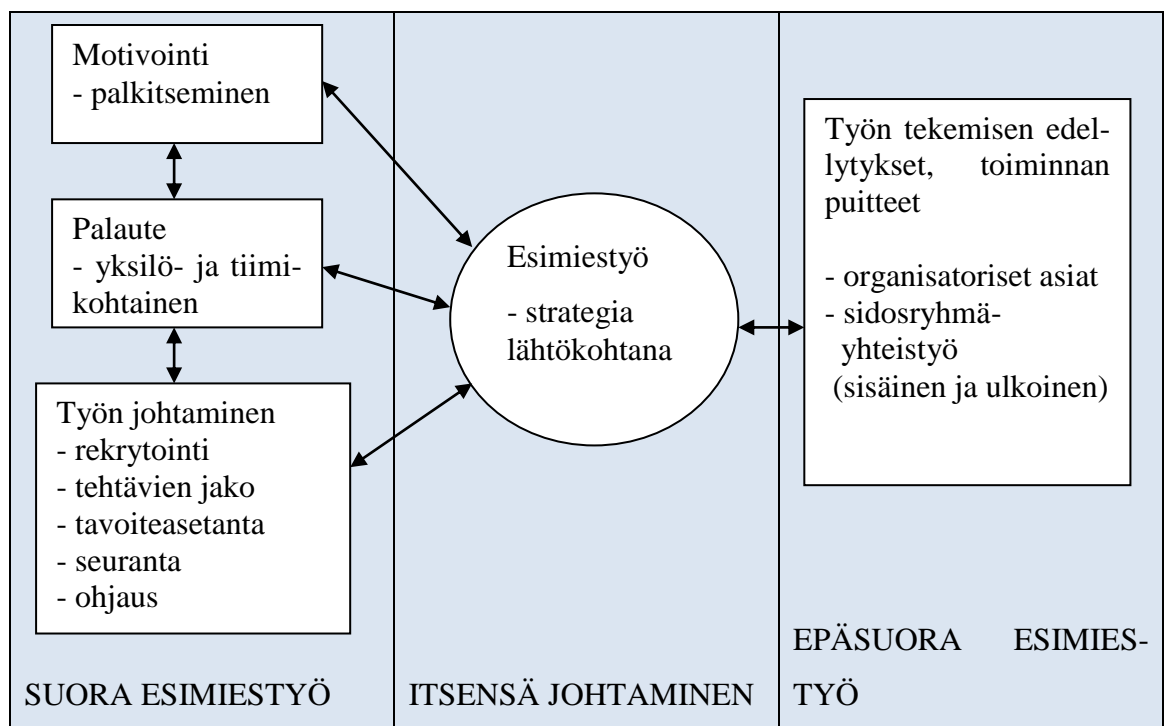 Motivointi
- palkitseminen
Palaute
- yksilö- ja tiimi-
kohtainen
Työn johtaminen
- rekrytointi
- tehtävien jako
- tavoiteasetanta
- seuranta
- ohjaus
SUORA ESIMIESTYÖ
Esimiestyö
- strategia
lähtökohtana
ITSENSÄ JOHTAMINEN
Työn tekemisen edel-
lytykset, toiminnan
puitteet
- organisatoriset asiat
- sidosryhmä-
yhteistyö
(sisäinen ja ulkoinen)
EPÄSUORA ESIMIES-
TYÖ